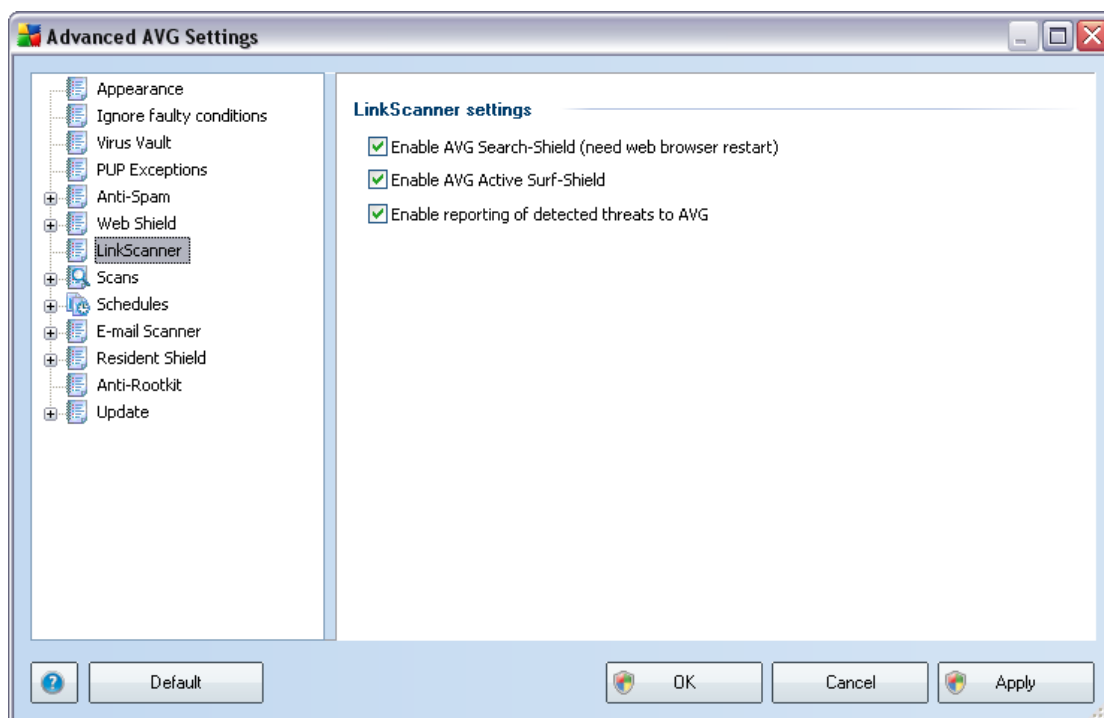 Advanced AVG Settings
Appearance
Ignore faulty conditions
Virus Vault
PUP Exceptions
Anti-Spam
Web Shield
LinkScanner
Scans
Schedules
E-mail Scanner
Resident Shield
Anti-Rootkit
Update
LinkScanner settings
Enable AVG Search-Shield (need web browser restart)
Enable AVG Active Surf-Shield
Enable reporting of detected threats to AVG
? Default OK Cancel Apply